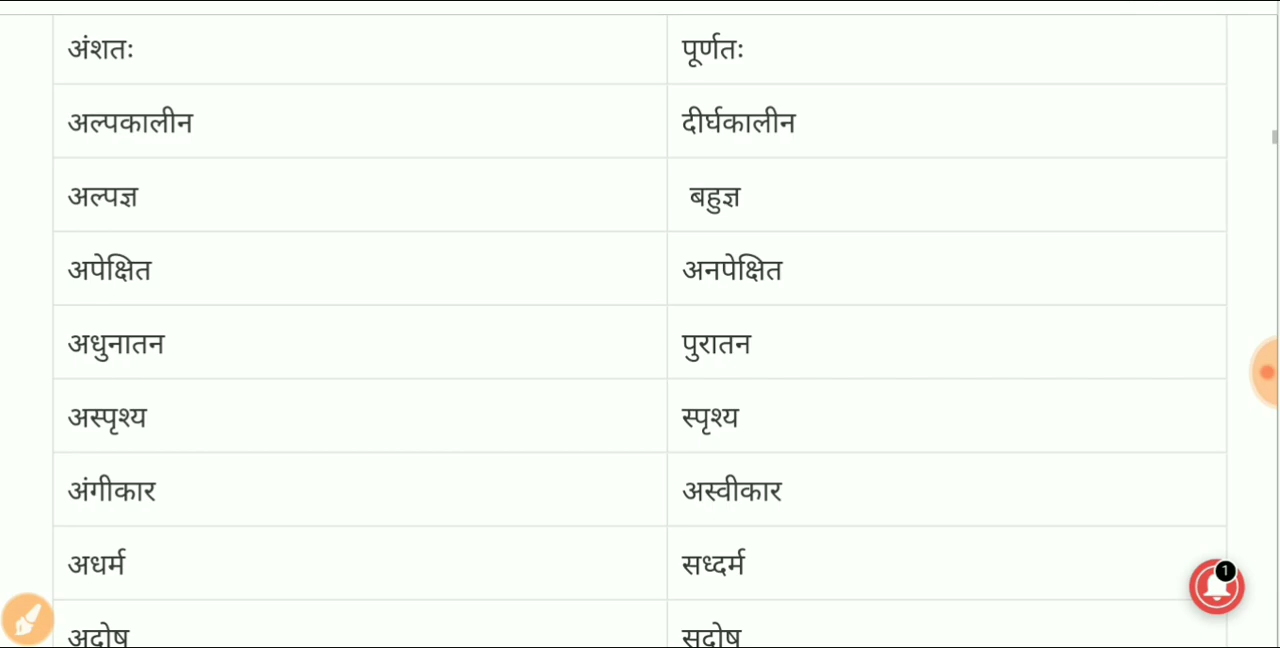 अंशतः पूर्णतः
अल्पकालीन दीर्घकालीन
अल्पज्ञ बहुज्ञ
अपेक्षित अनपेक्षित
अधुनातन पुरातन
अस्पृश्य स्पृश्य
अंगीकार अस्वीकार
अधर्म सध्दर्म
1
अदोष सदोष